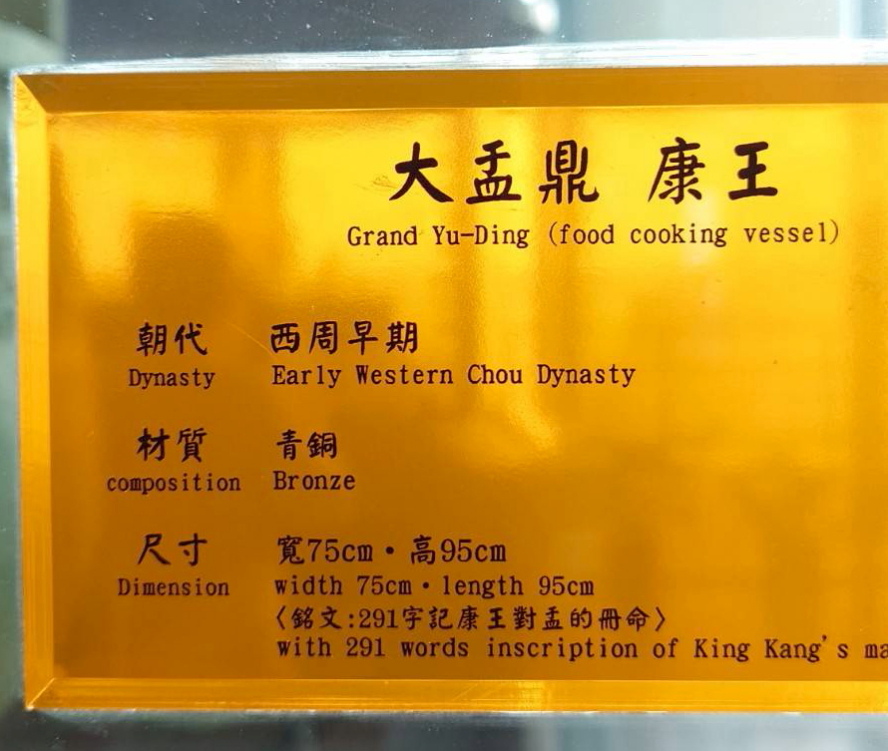 大盂鼎 康王
Grand Yu-Ding (food cooking vessel)
朝代 西周早期
Dynasty Early Western Chou Dynasty
材質 青銅
composition Bronze
尺寸 寬75cm·高95cm
Dimension width 75cm·length 95cm
〈銘文:291字記康王對盂的冊命〉
with 291 words inscription of King Kang's